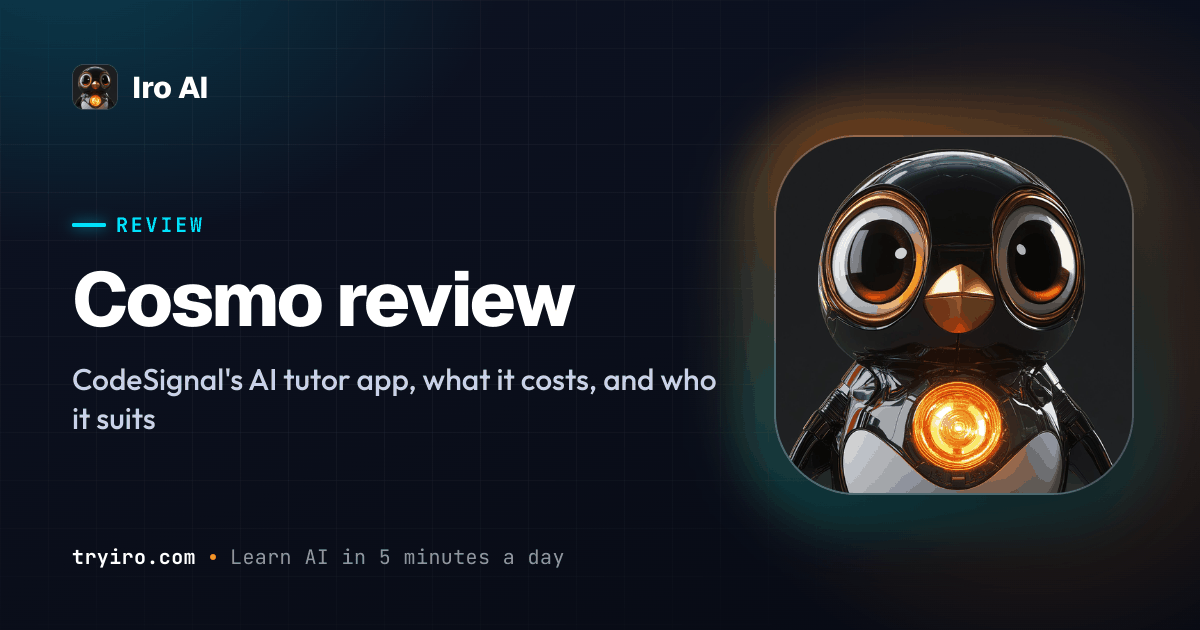 Iro AI
REVIEW
Cosmo review
CodeSignal's AI tutor app, what it costs, and who
it suits
tryiro.com • Learn AI in 5 minutes a day